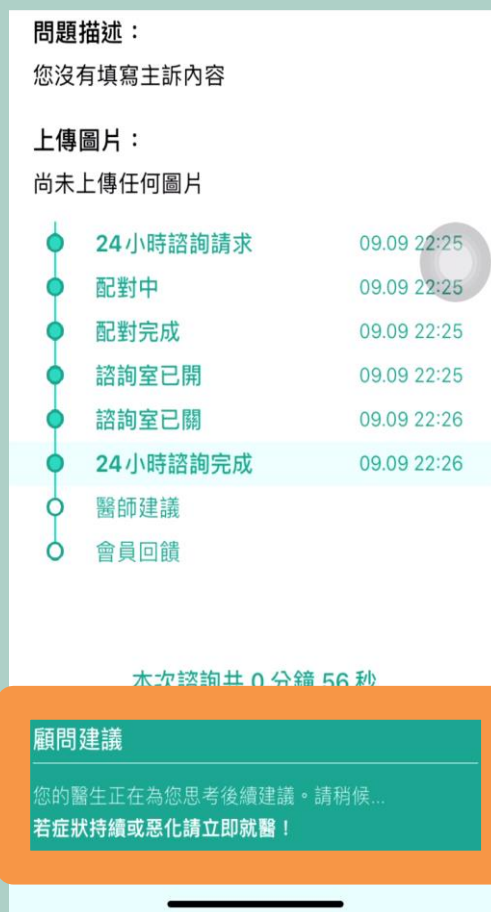 問題描述：
您沒有填寫主訴內容
上傳圖片：
尚未上傳任何圖片
24小時諮詢請求 09.09 22:25
配對中 09.09 22:25
配對完成 09.09 22:25
諮詢室已開 09.09 22:25
諮詢室已關 09.09 22:26
24小時諮詢完成 09.09 22:26
醫師建議
會員回饋
本次諮詢共 0 分鐘 56 秒
顧問建議
您的醫生正在為您思考後續建議。請稍候...
若症狀持續或惡化請立即就醫！